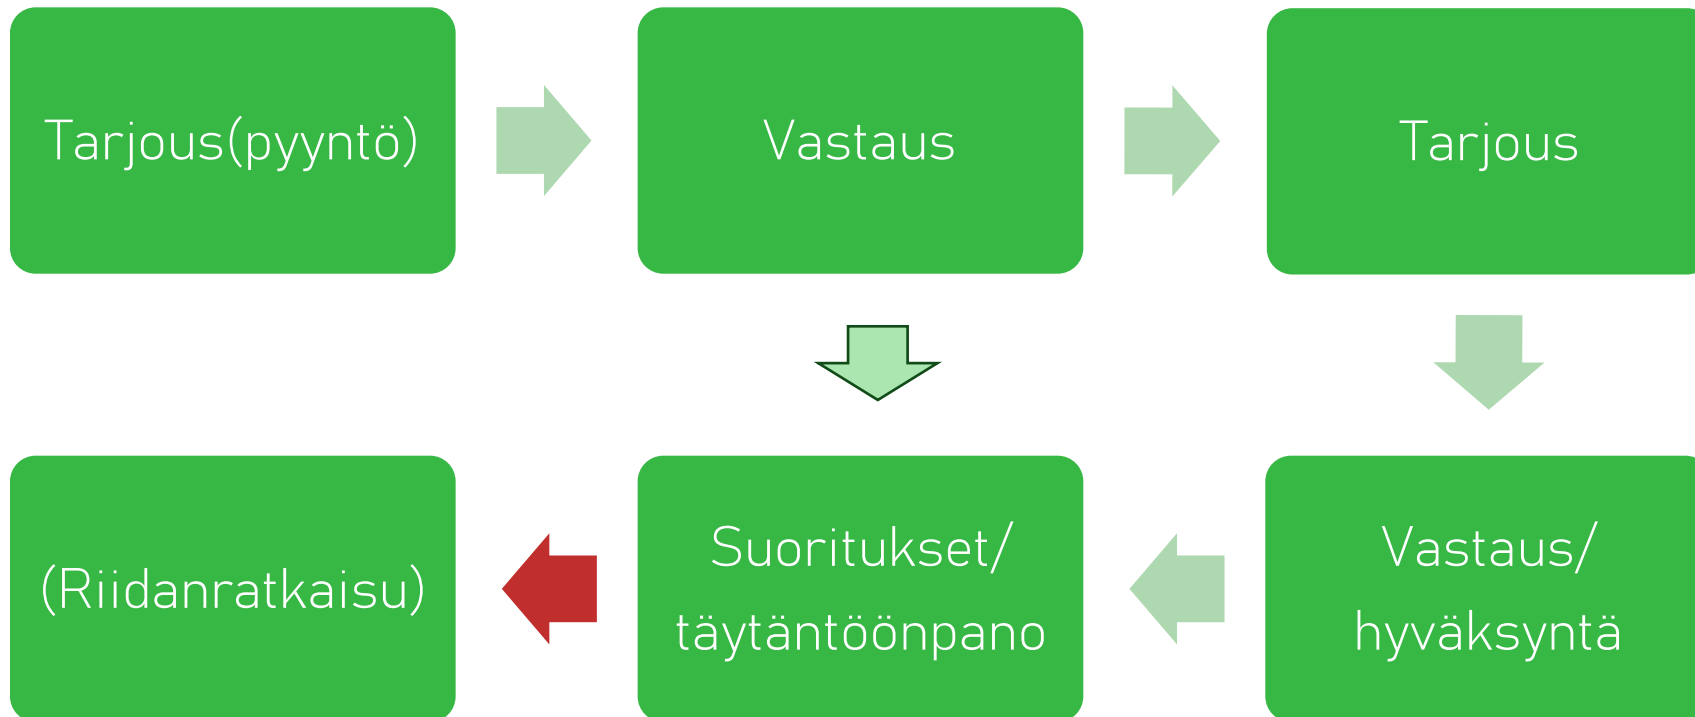 Tarjous(pyyntö)
Vastaus
Tarjous
(Riidanratkaisu)
Suoritukset/
täytäntöönpano
Vastaus/
hyväksyntä